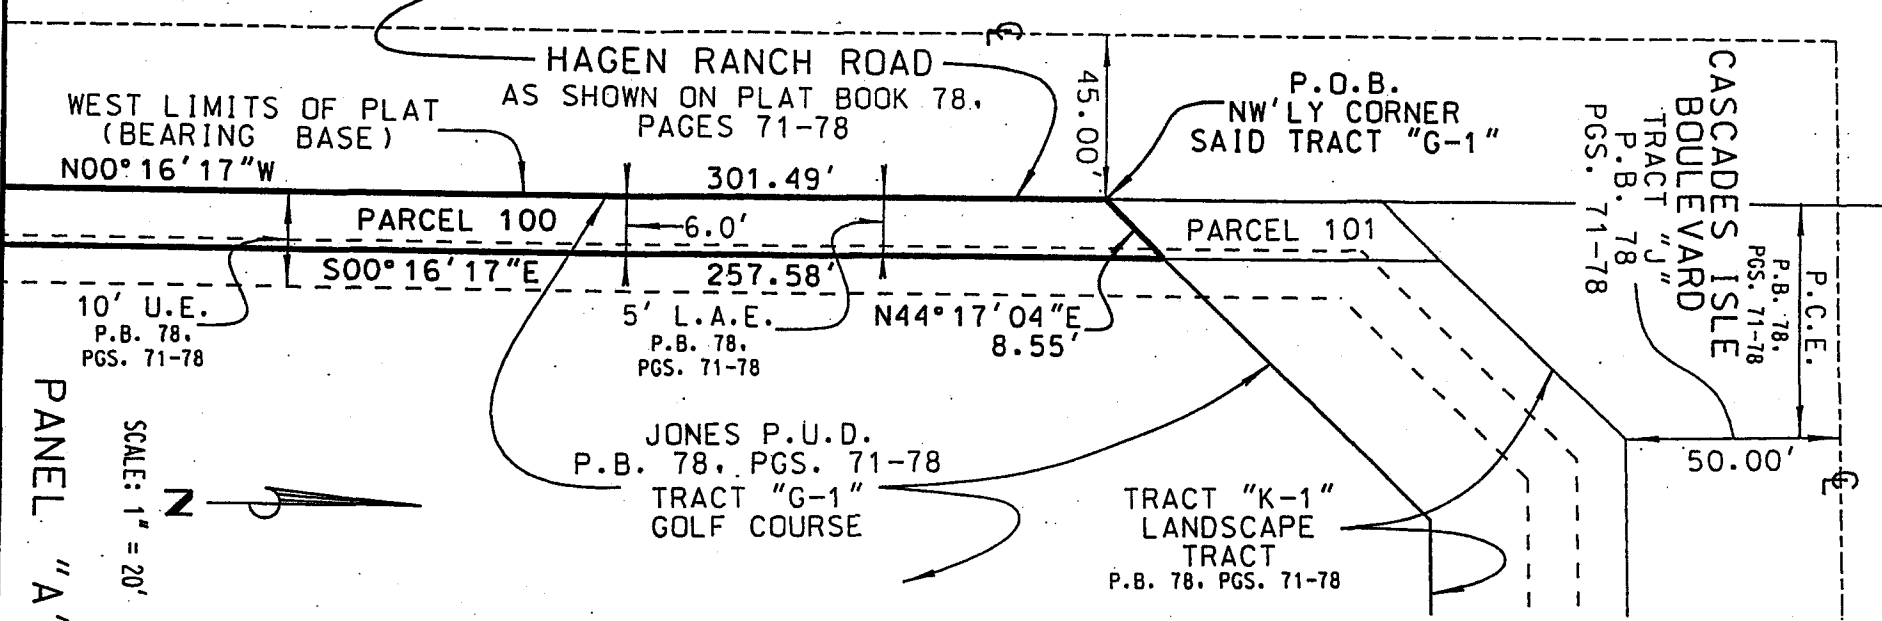 HAGEN RANCH ROAD
AS SHOWN ON PLAT BOOK 78,
PAGES 71-78
WEST LIMITS OF PLAT
(BEARING BASE)
N00°16'17"W
301.49'
45.00'
P.O.B.
NW'LY CORNER
SAID TRACT "G-1"
CASCADES ISLE
BOULEVARD
TRACT "J"
P.B. 78
PGS. 71-78
P.C.E.
P.B. 78,
PGS. 71-78
PARCEL 100
6.0'
PARCEL 101
S00°16'17"E
257.58'
10' U.E.
P.B. 78,
PGS. 71-78
5' L.A.E.
P.B. 78,
PGS. 71-78
N44°17'04"E
8.55'
50.00'
JONES P.U.D.
P.B. 78, PGS. 71-78
TRACT "G-1"
GOLF COURSE
TRACT "K-1"
LANDSCAPE
TRACT
P.B. 78, PGS. 71-78
N
SCALE: 1" = 20'
PANEL "A"